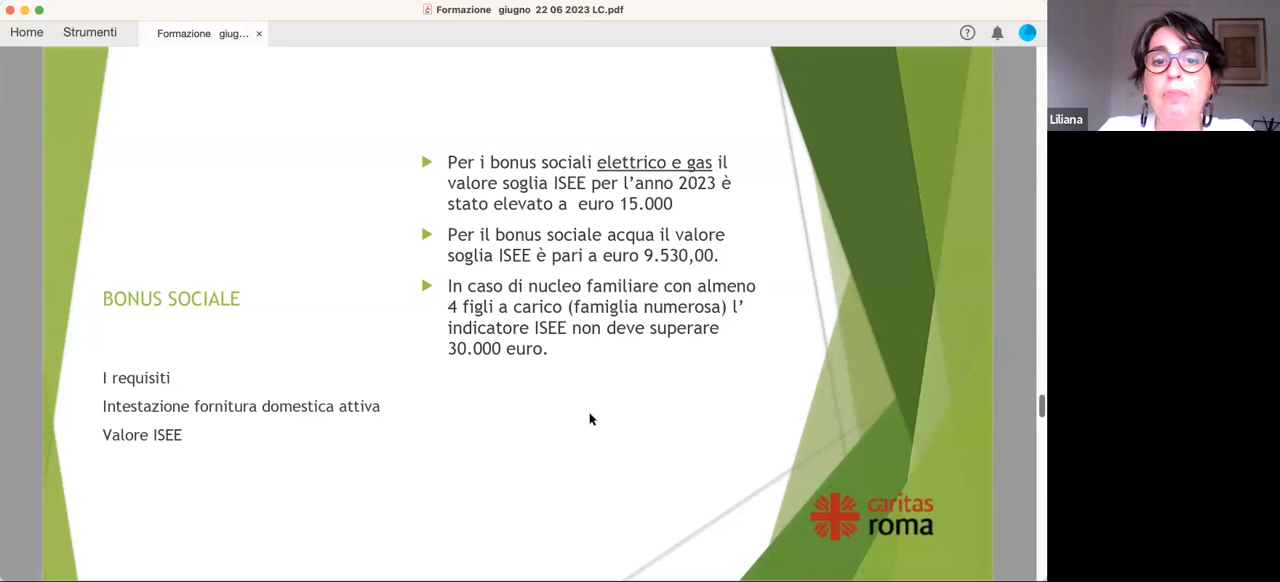 Formazione giugno 22 06 2023 LC.pdf
Home Strumenti Formazione giug... ×
Liliana
Per i bonus sociali elettrico e gas il
valore soglia ISEE per l’anno 2023 è
stato elevato a euro 15.000
Per il bonus sociale acqua il valore
soglia ISEE è pari a euro 9.530,00.
In caso di nucleo familiare con almeno
4 figli a carico (famiglia numerosa) l’
indicatore ISEE non deve superare
30.000 euro.
BONUS SOCIALE
I requisiti
Intestazione fornitura domestica attiva
Valore ISEE
caritas
roma